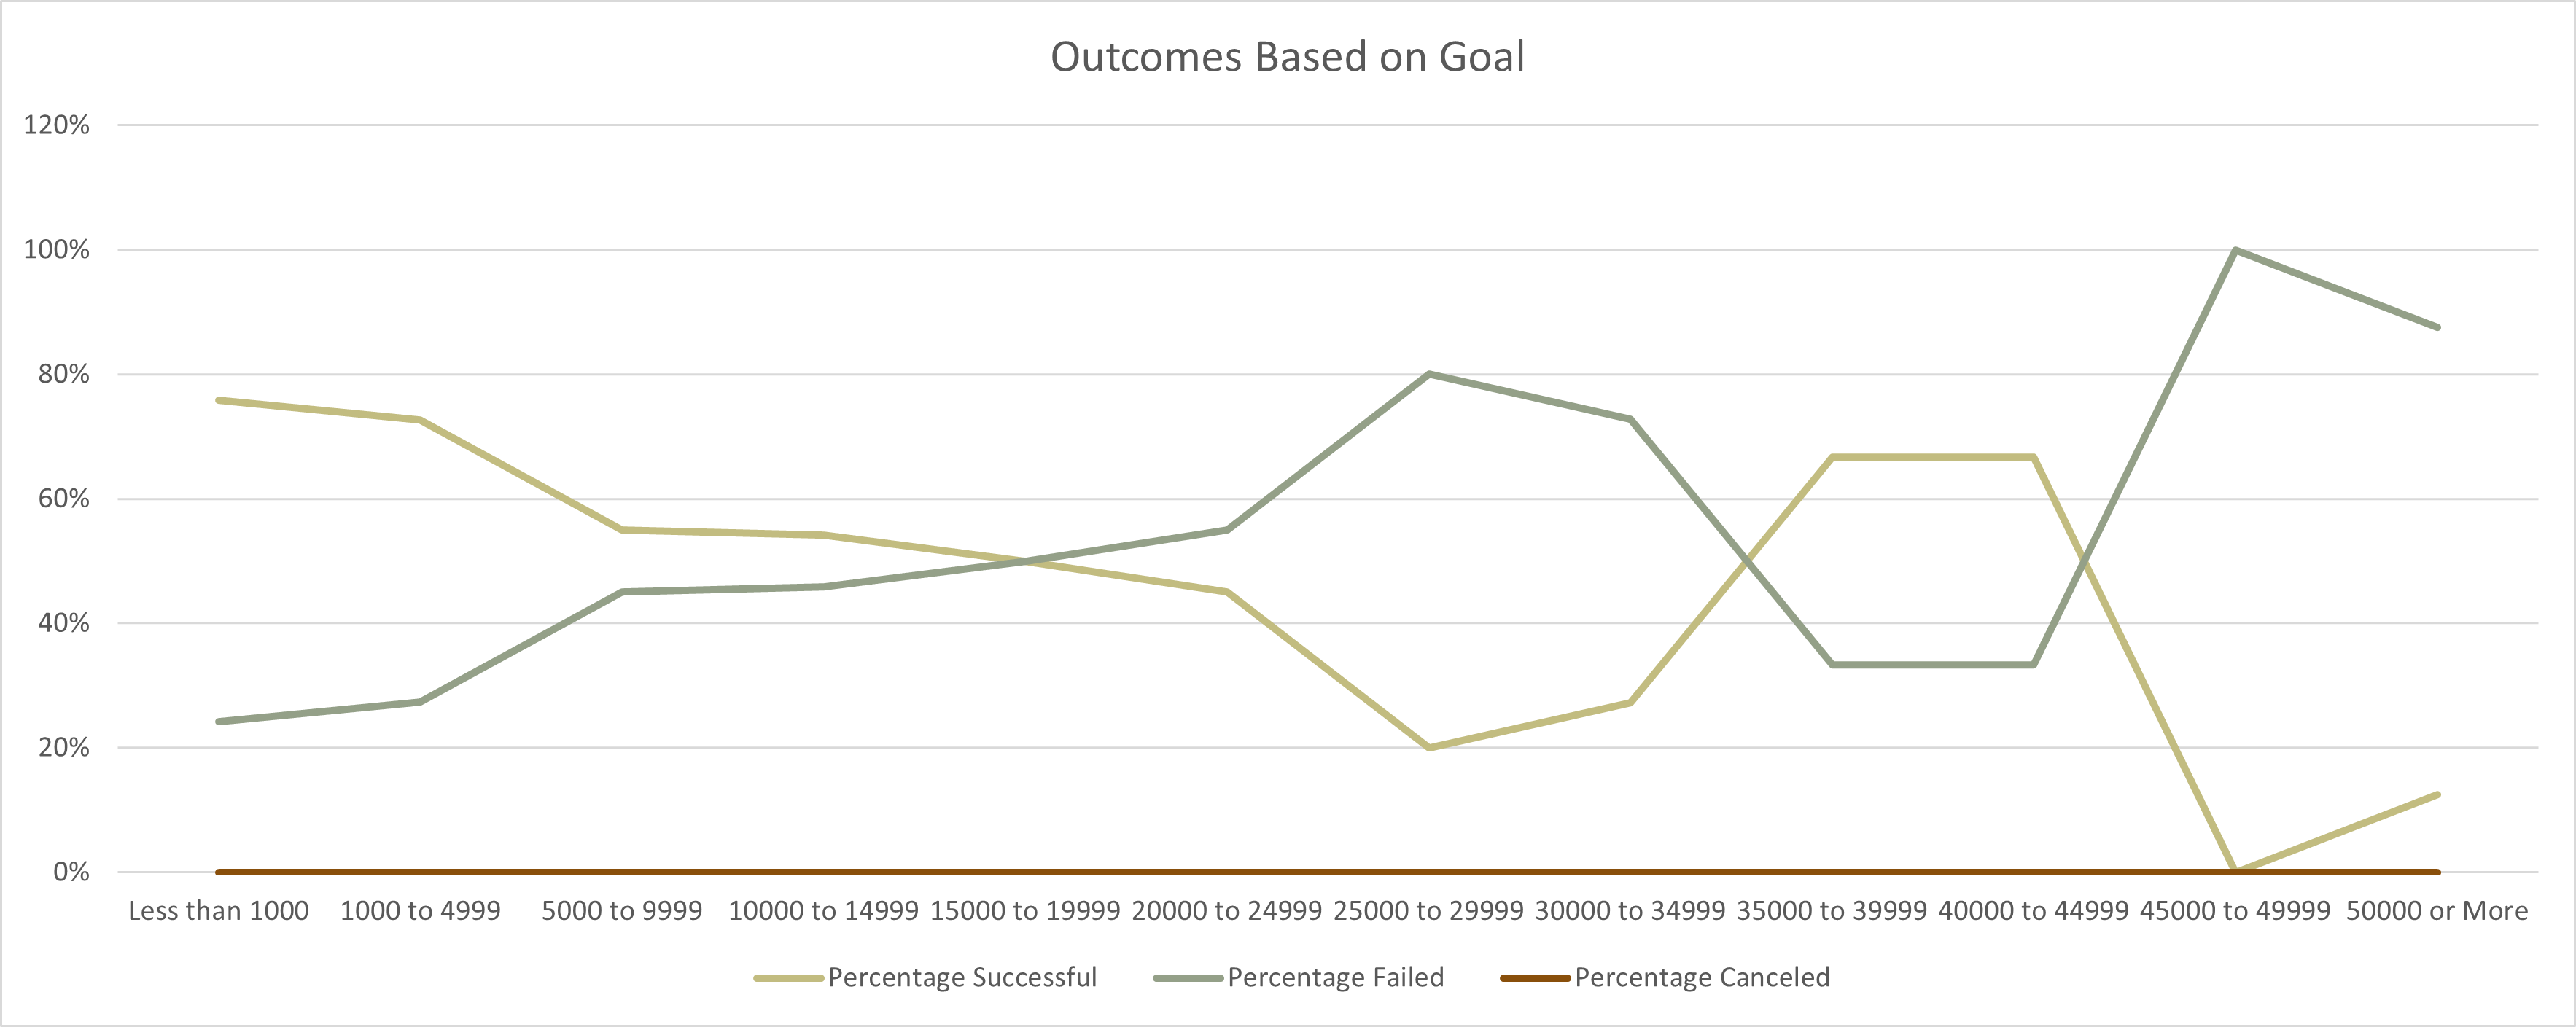 Outcomes Based on Goal
120%
100%
80%
60%
40%
20%
0%
Less than 1000 1000 to 4999 5000 to 9999 10000 to 14999 15000 to 19999 20000 to 24999 25000 to 29999 30000 to 34999 35000 to 39999 40000 to 44999 45000 to 49999 50000 or More
Percentage Successful Percentage Failed Percentage Canceled